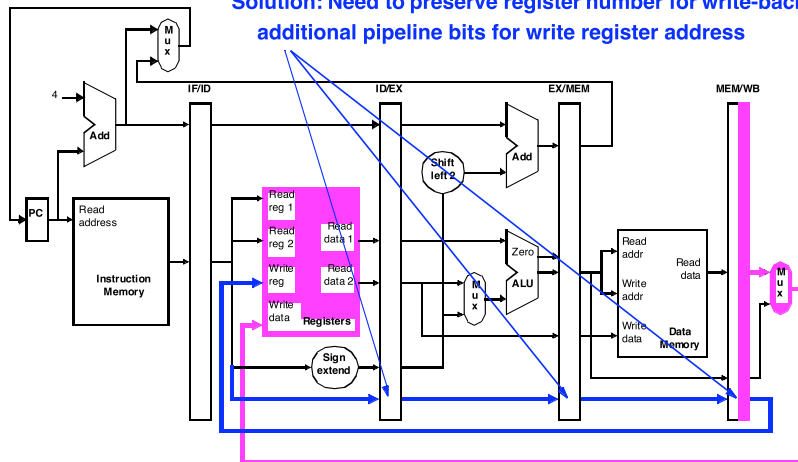 Solution: Need to preserve register number for write-back
additional pipeline bits for write register address
M
u
x
IF/ID
ID/EX
EX/MEM
MEM/WB
4
Add
Add
Shift
left 2
PC
Read
address
Instruction
Memory
Read
reg 1
Read
reg 2
Write
reg
Write
data
Read
data 1
Read
data 2
Registers
Sign
extend
M
u
x
Zero
ALU
Read
addr
Write
addr
Write
data
Read
data
Data
Memory
M
u
x